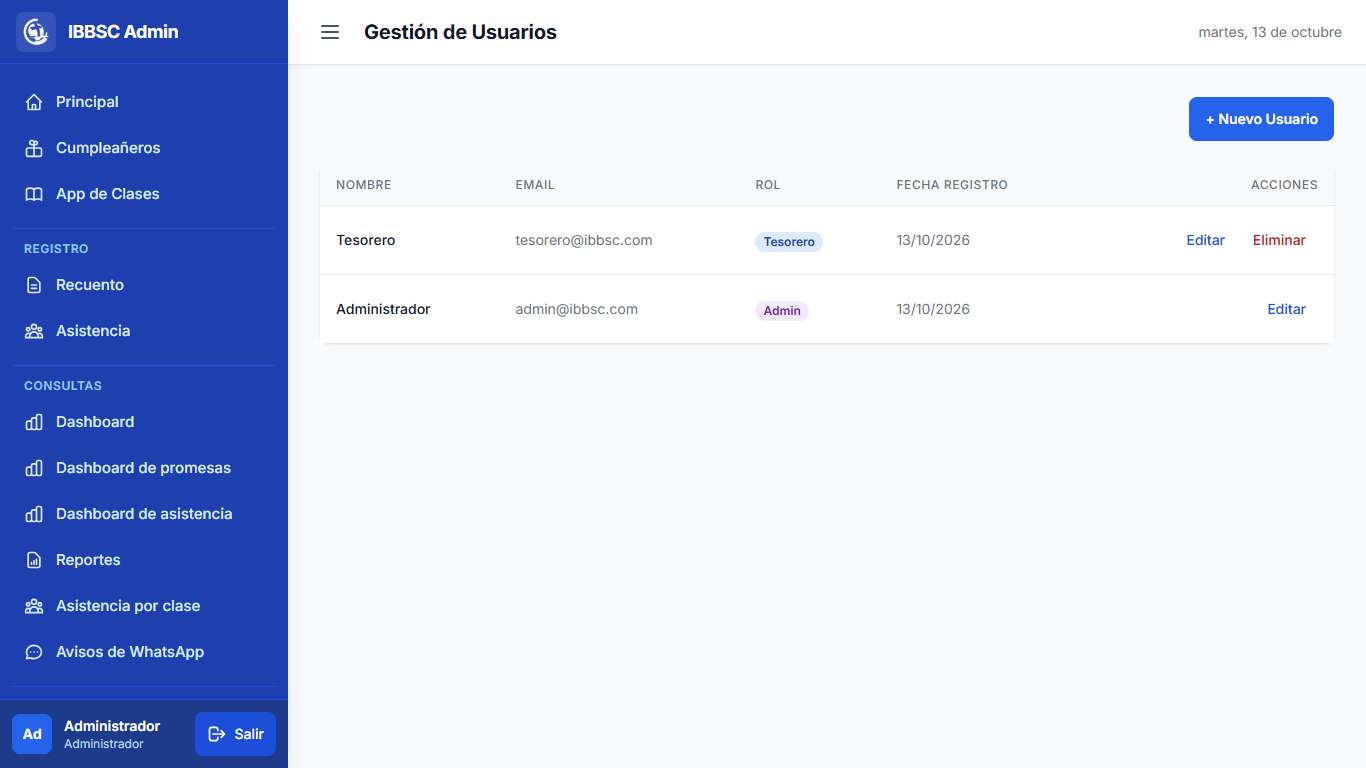 IBBSC Admin
Principal
Cumpleañeros
App de Clases
REGISTRO
Recuento
Asistencia
CONSULTAS
Dashboard
Dashboard de promesas
Dashboard de asistencia
Reportes
Asistencia por clase
Avisos de WhatsApp
Ad
Administrador
Administrador
Salir
Gestión de Usuarios
martes, 13 de octubre
+ Nuevo Usuario
NOMBRE EMAIL ROL FECHA REGISTRO ACCIONES
Tesorero tesorero@ibbsc.com Tesorero 13/10/2026 Editar Eliminar
Administrador admin@ibbsc.com Admin 13/10/2026 Editar